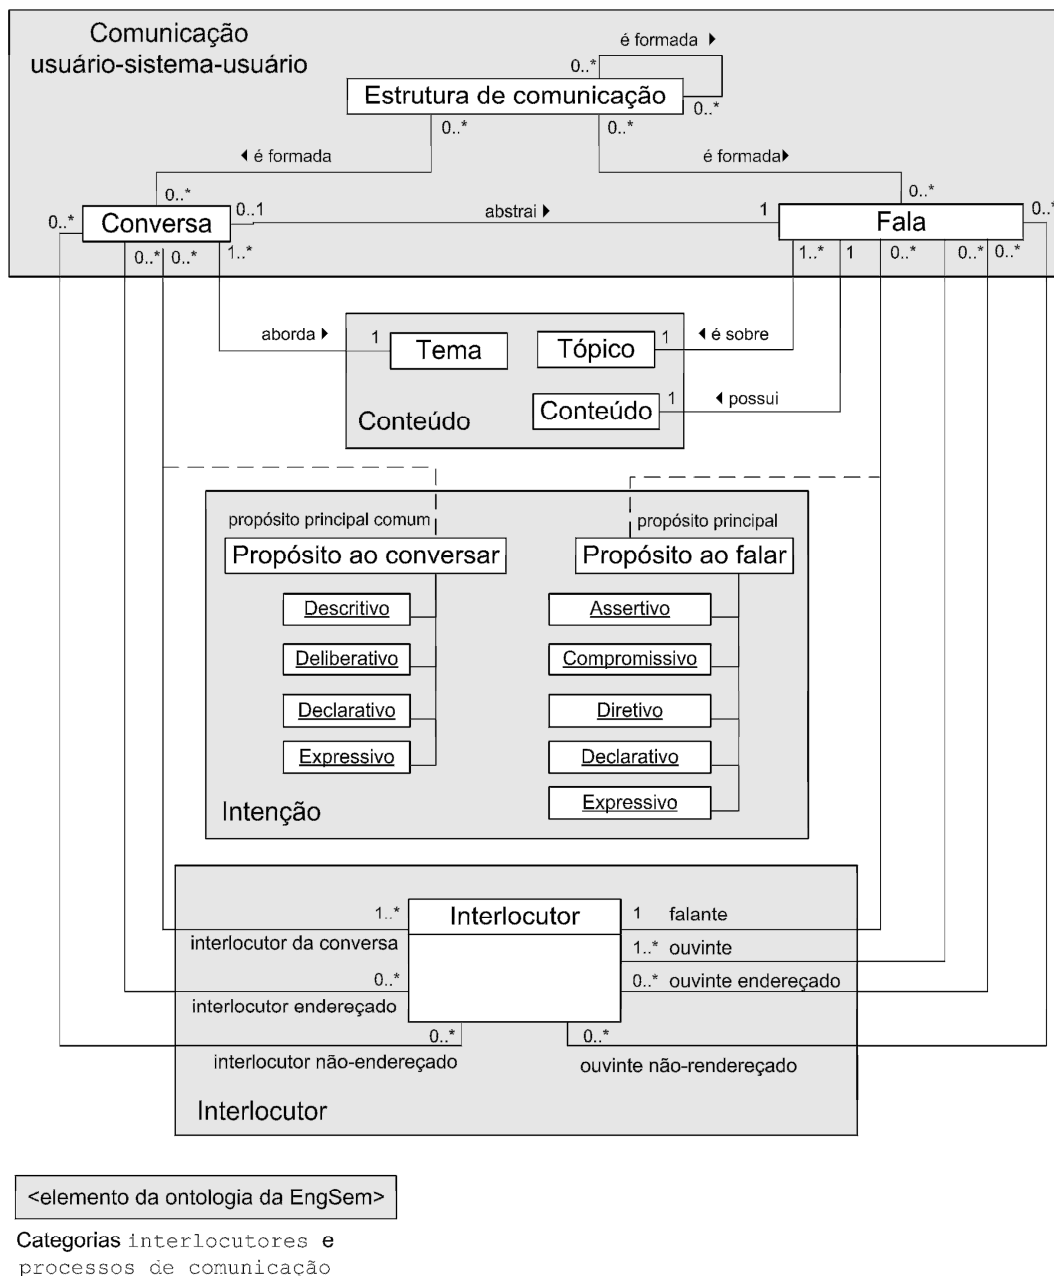 Comunicação
usuário-sistema-usuário
é formada ▶
0..*
Estrutura de comunicação
0..*
0..*
0..*
◀ é formada
é formada▶
0..*
0..*
0..*
Conversa
0..1
abstrai ▶
1
Fala
0..*
0..*
0..*
1..*
1..*
1
0..*
0..*
0..*
aborda ▶
1
Tema
Tópico
1
◀ é sobre
Conteúdo
1
◀ possui
Conteúdo
propósito principal comum
propósito principal
Propósito ao conversar
Propósito ao falar
Descritivo
Assertivo
Deliberativo
Compromissivo
Declarativo
Diretivo
Expressivo
Declarativo
Expressivo
Intenção
1..*
Interlocutor
1 falante
interlocutor da conversa
1..* ouvinte
0..*
0..* ouvinte endereçado
interlocutor endereçado
0..*
0..*
interlocutor não-endereçado
ouvinte não-rendereçado
Interlocutor
<elemento da ontologia da EngSem>
Categorias interlocutores e
processos de comunicação